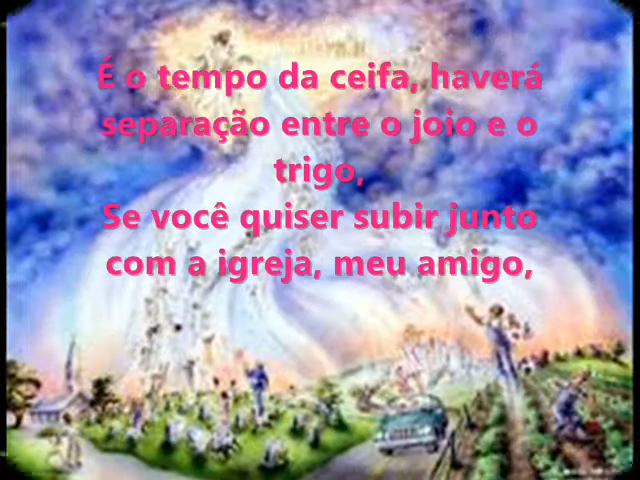 É o tempo da ceifa, haverá
separação entre o joio e o
trigo,
Se você quiser subir junto
com a igreja, meu amigo,